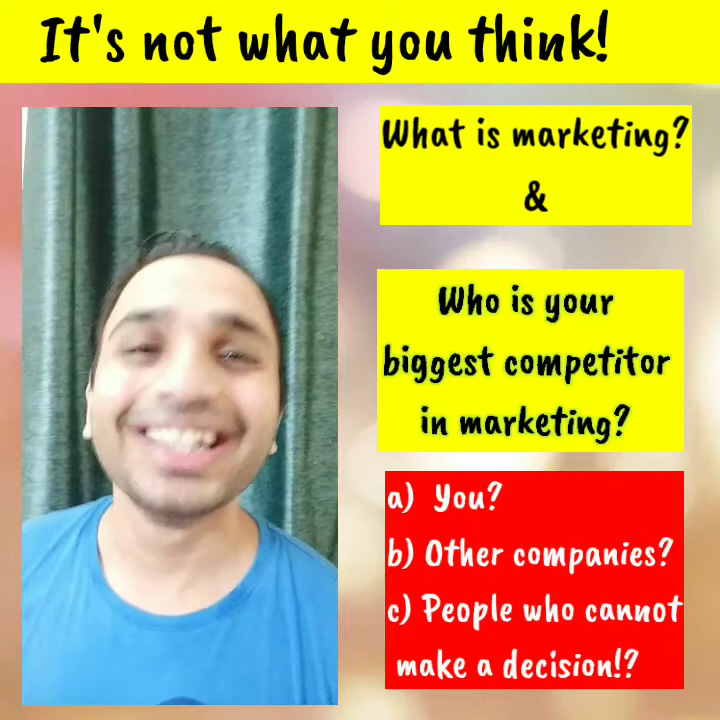 It's not what you think!
What is marketing?
&
Who is your
biggest competitor
in marketing?
a) You?
b) Other companies?
c) People who cannot
make a decision!?